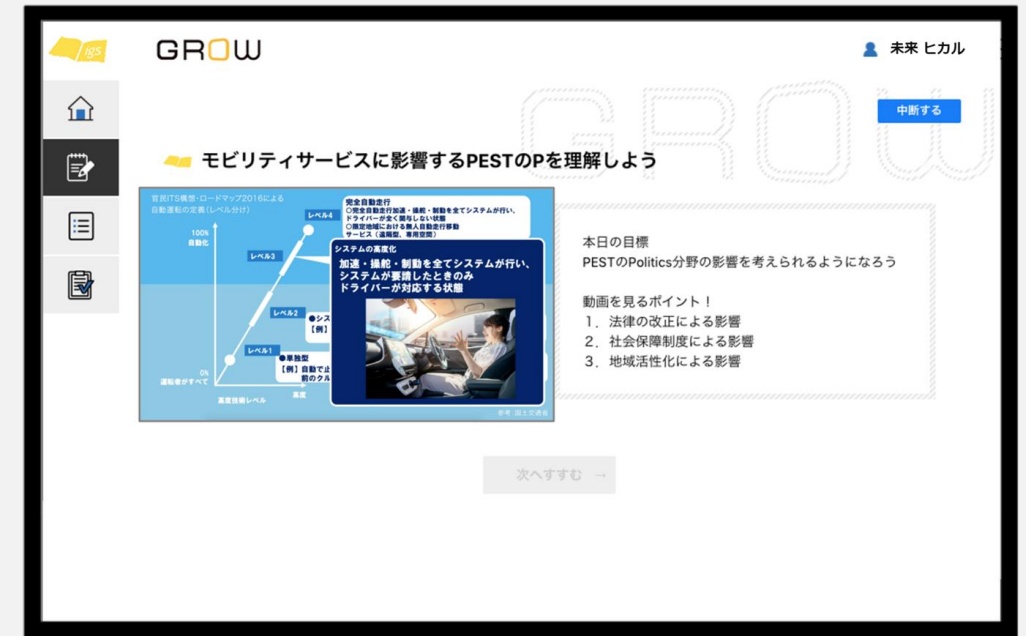 igs
GROW
未来 ヒカル
GROW
中断する
モビリティサービスに影響するPESTのPを理解しよう
官民ITS構想・ロードマップ2016による
自動運転の定義(レベル分け)
100%
自動化
レベル4
完全自動走行
○完全自動走行加速・操舵・制動を全てシステムが行い、
ドライバーが全く関与しない状態
○限定地域における無人自動走行移動
サービス(遠隔型、専用空間)
レベル3
システムの高度化
加速・操舵・制動を全てシステムが行い、
システムが要請したときのみ
ドライバーが対応する状態
レベル2
●シス
【例】
レベル1
●単独型
【例】自動で止
前のクル
0%
運転者がすべて
高度技術レベル
高度
参考:国土交通省
本日の目標
PESTのPolitics分野の影響を考えられるようになろう
動画を見るポイント!
1. 法律の改正による影響
2. 社会保障制度による影響
3. 地域活性化による影響
次へすすむ →